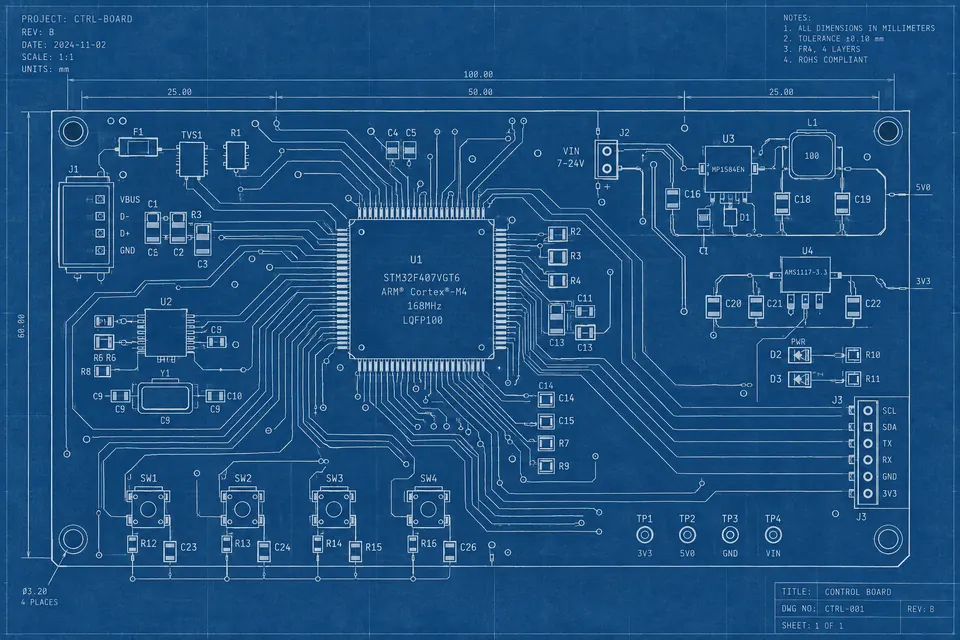 PROJECT: CTRL-BOARD
REV: B
DATE: 2024-11-02
SCALE: 1:1
UNITS: mm
NOTES:
1. ALL DIMENSIONS IN MILLIMETERS
2. TOLERANCE ±0.10 mm
3. FR4, 4 LAYERS
4. ROHS COMPLIANT
100.00
25.00
50.00
25.00
60.00
F1
TVS1
R1
C4 C5
J2
VIN
7-24V
+
U3
MP1584EN
L1
100
5V0
J1
VBUS
D-
D+
GND
C1
R3
C2
C3
C16
D1
C18
C19
U4
AMS1117-3.3
3V3
C20
C21
C22
U1
STM32F407VGT6
ARM® Cortex®-M4
168MHz
LQFP100
R2
R3
R4
C11
C13
C13
U2
C9
R6
R8
Y1
C9
C9
C10
C9
PWR
D2
R10
D3
R11
C14
C14
C15
R7
R9
J3
SCL
SDA
TX
RX
GND
3V3
J3
SW1
SW2
SW3
SW4
R12
C23
R13
C24
R14
R15
R16
C26
TP1
TP2
TP3
TP4
3V3
5V0
GND
VIN
Ø3.20
4 PLACES
TITLE: CONTROL BOARD
DWG NO: CTRL-001
REV: B
SHEET: 1 OF 1